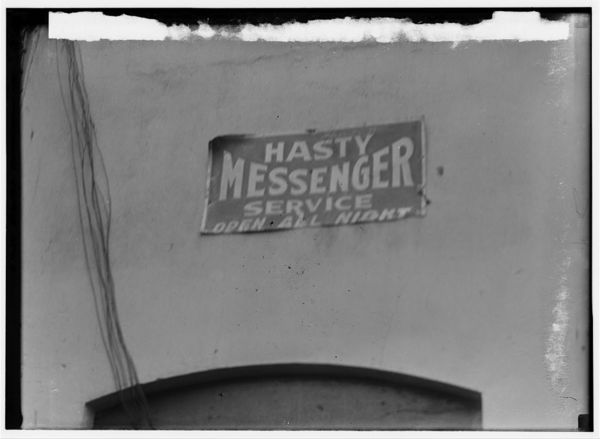 HASTY
MESSENGER
SERVICE
OPEN ALL NIGHT